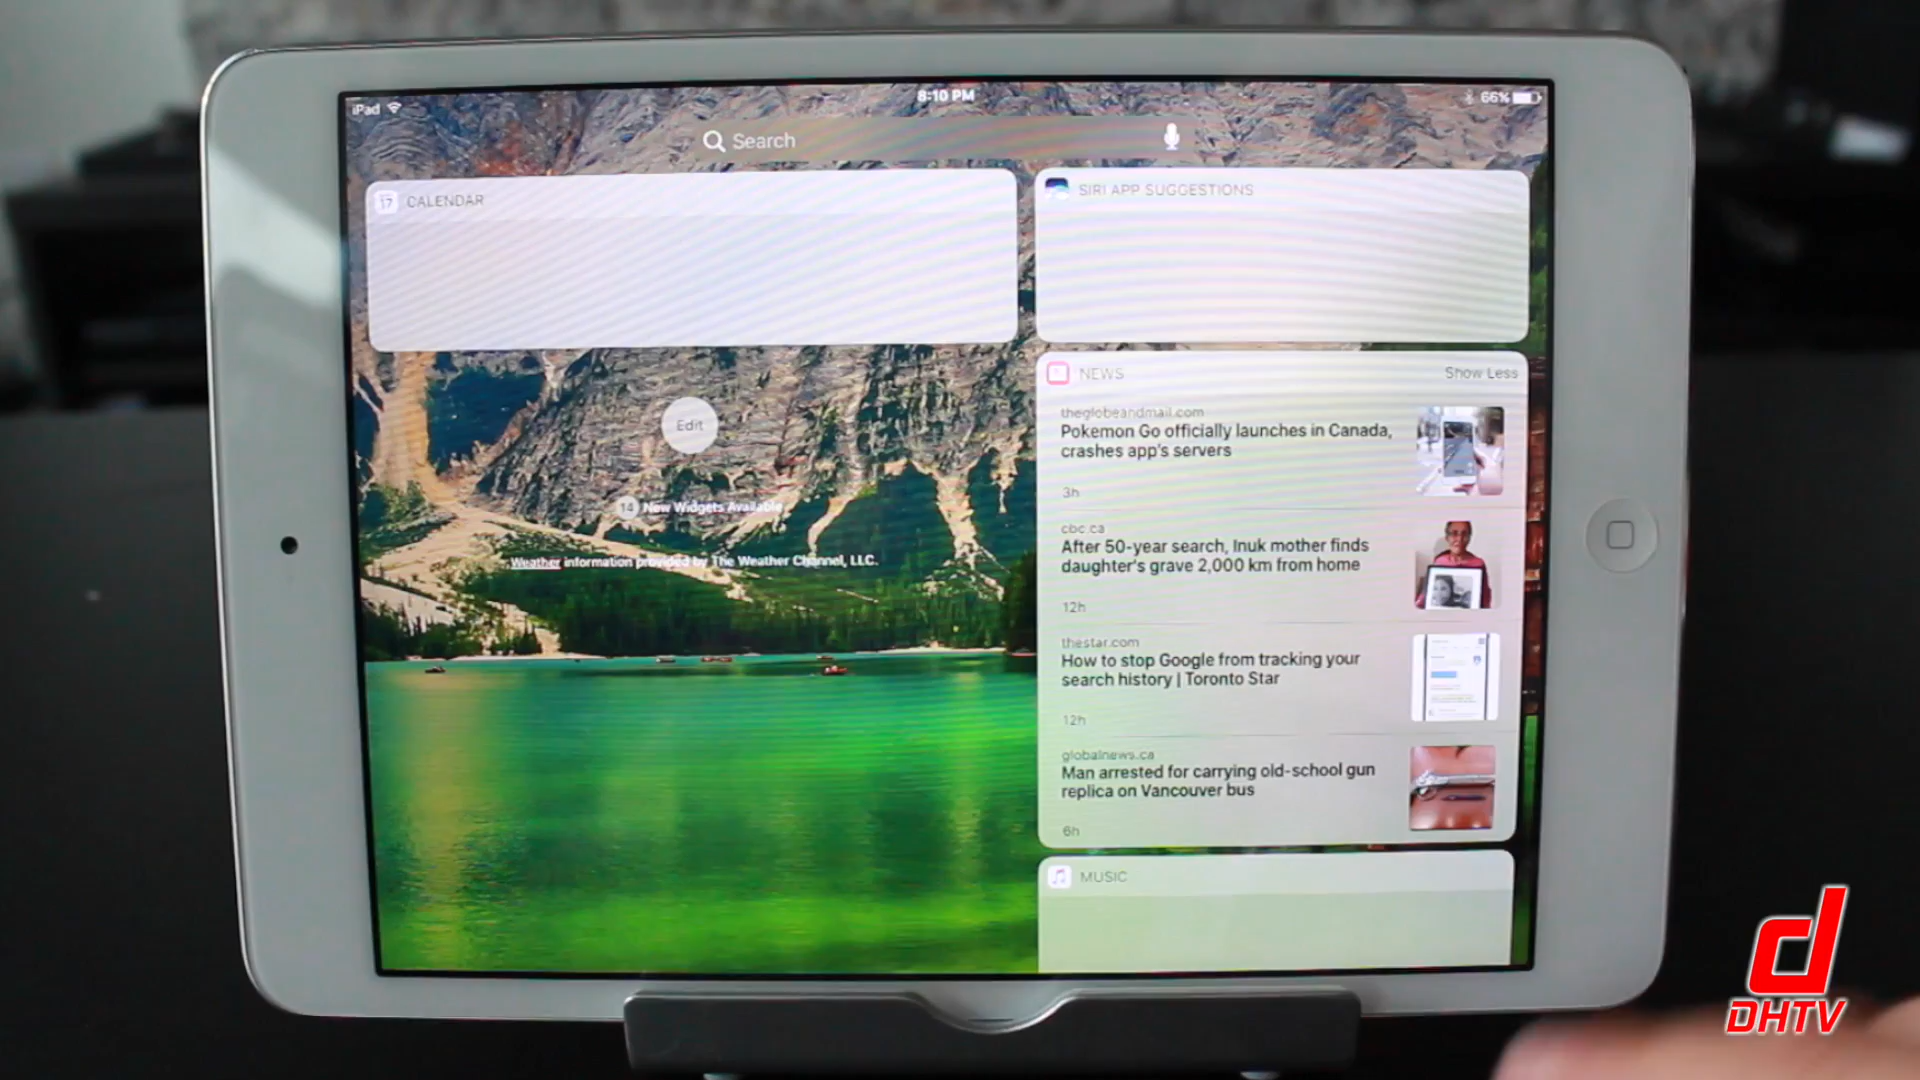 iPad
8:10 PM
66%
Search
17 CALENDAR
Edit
14 New Widgets Available
Weather information provided by The Weather Channel, LLC.
SIRI APP SUGGESTIONS
NEWS
Show Less
theglobeandmail.com
Pokemon Go officially launches in Canada,
crashes app's servers
3h
cbc.ca
After 50-year search, Inuk mother finds
daughter's grave 2,000 km from home
12h
thestar.com
How to stop Google from tracking your
search history | Toronto Star
12h
globalnews.ca
Man arrested for carrying old-school gun
replica on Vancouver bus
6h
MUSIC
d
DHTV